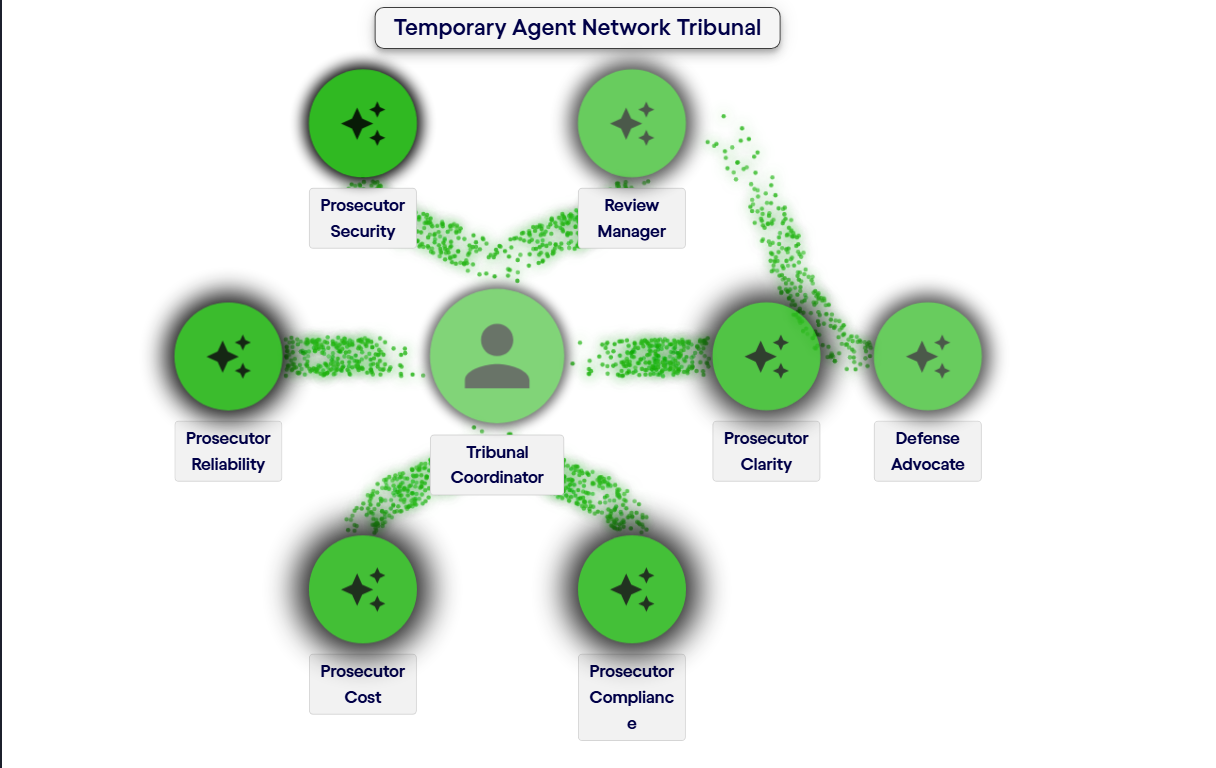 Temporary Agent Network Tribunal
Prosecutor
Security
Review
Manager
Prosecutor
Reliability
Tribunal
Coordinator
Prosecutor
Clarity
Defense
Advocate
Prosecutor
Cost
Prosecutor
Complianc
e